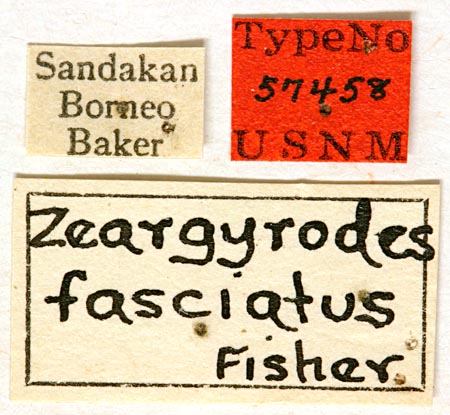 Sandakan
Borneo
Baker
TypeNo
57458
USNM
Zeargyrodes
fasciatus
Fisher